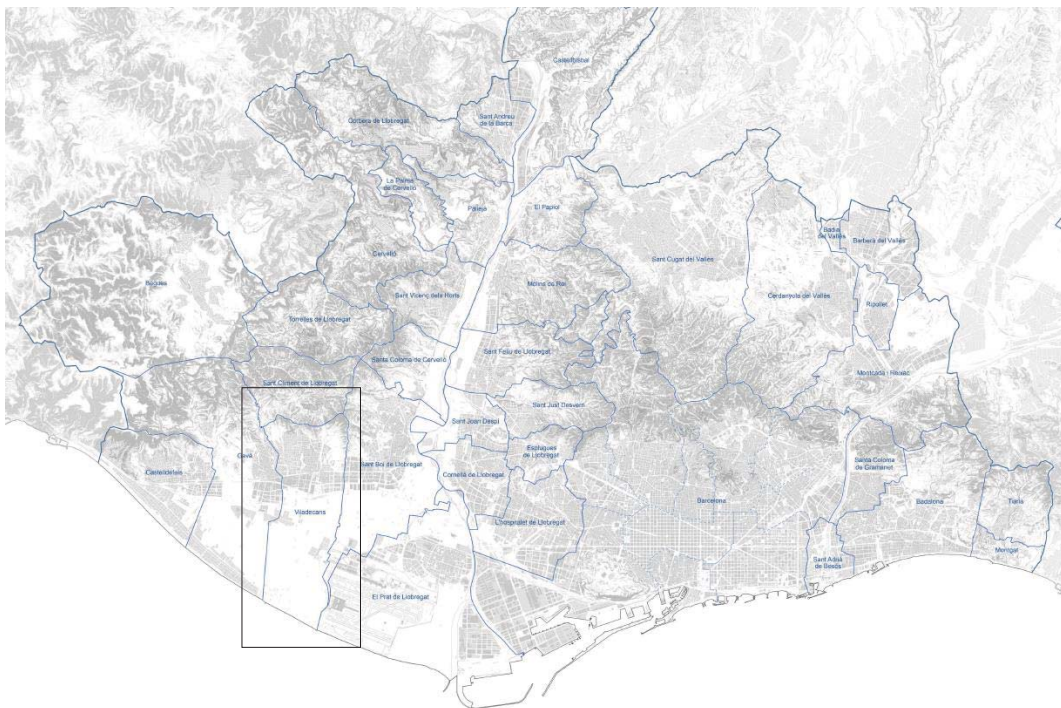 Castellbisbal
Sant Andreu
de la Barca
Corbera de Llobregat
La Palma
de Cervelló
Pallejà
El Papiol
Badia
del Vallès
Barberà del Vallès
Cervelló
Sant Cugat del Vallès
Begues
Molins de Rei
Sant Vicenç dels Horts
Cerdanyola del Vallès
Ripollet
Torrelles de Llobregat
Sant Feliu de Llobregat
Santa Coloma de Cervelló
Montcada i Reixac
Sant Climent de Llobregat
Sant Just Desvern
Sant Joan Despí
Gavà
Esplugues
de Llobregat
Santa Coloma
de Gramenet
Castelldefels
Sant Boi de Llobregat
Cornellà de Llobregat
Barcelona
Badalona
Tiana
Viladecans
L'Hospitalet de Llobregat
Montgat
Sant Adrià
de Besòs
El Prat de Llobregat